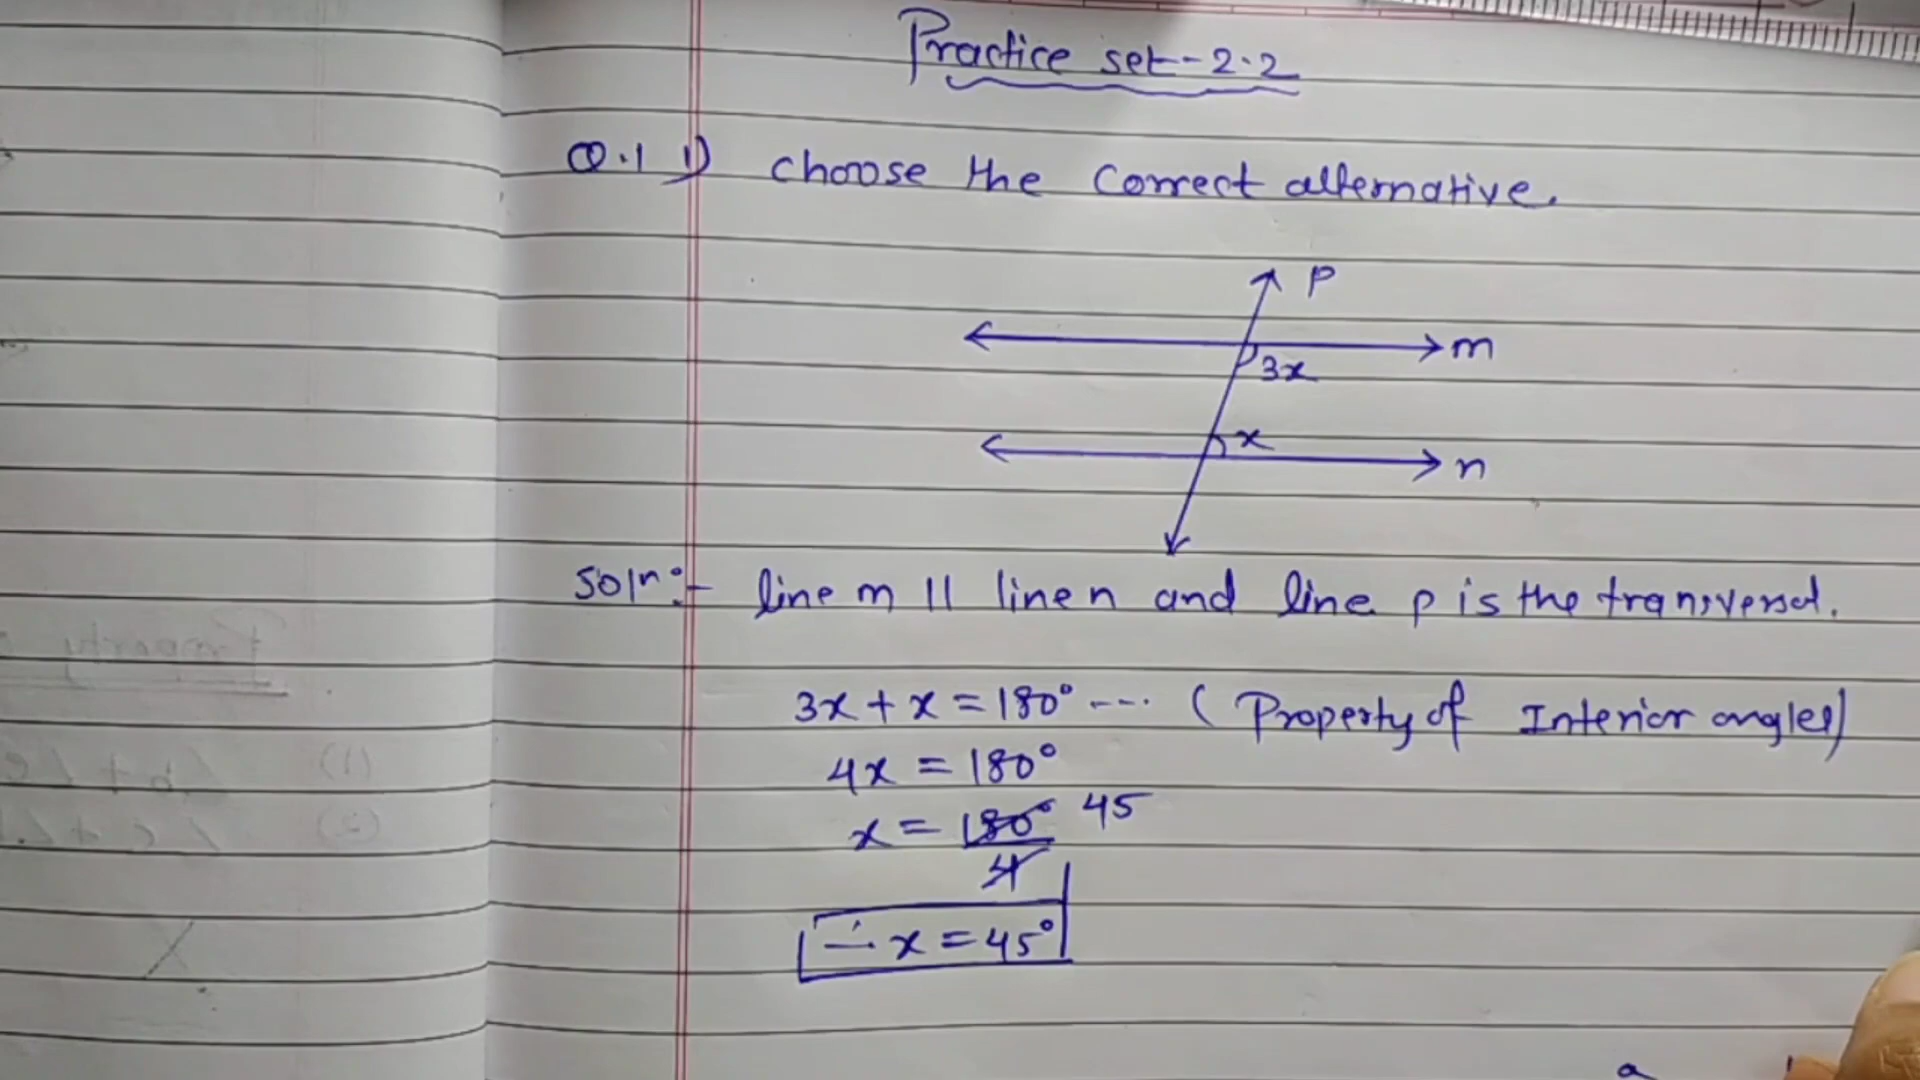 Practice set-2.2
Q.1 1) choose the correct alternative.
p
m
3x
x
n
Soln:- line m || line n and line p is the transversal.
3x + x = 180° ---- (Property of Interior angles)
4x = 180°
x = 180° 45
4
∴ x = 45°